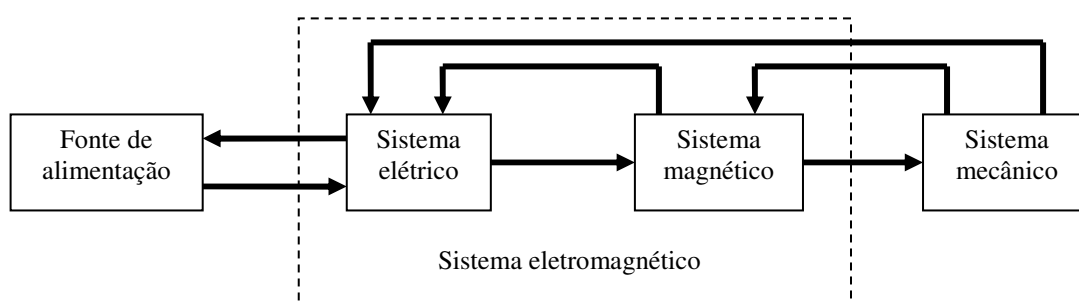 Fonte de
alimentação
Sistema
elétrico
Sistema
magnético
Sistema
mecânico
Sistema eletromagnético